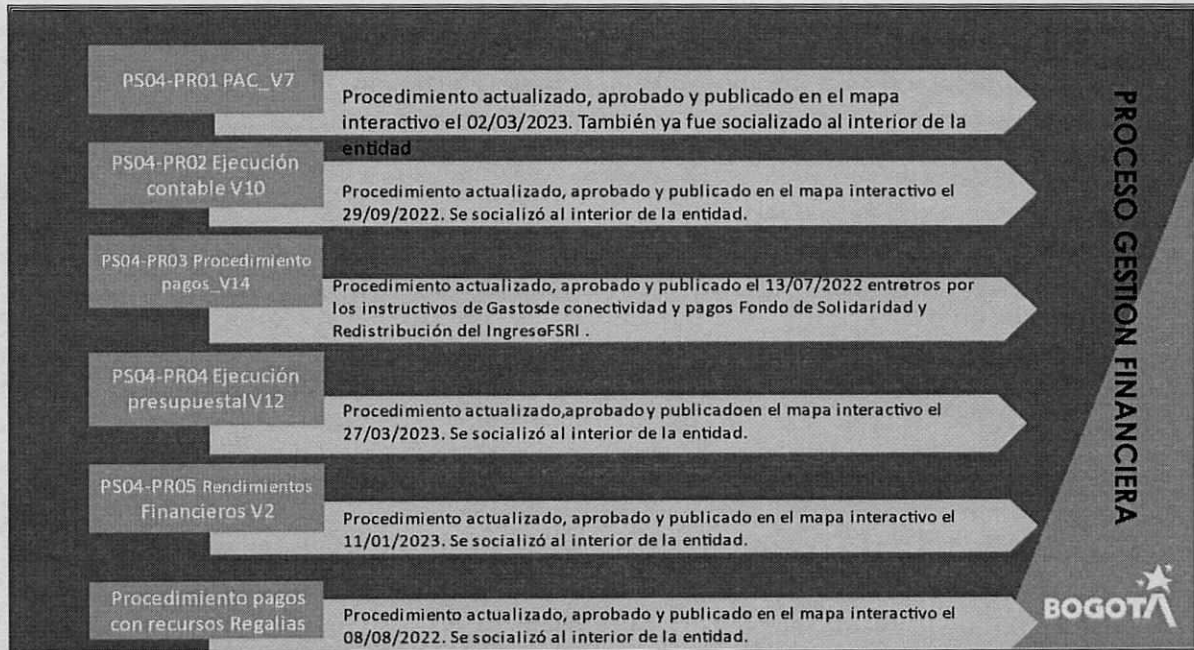 PS04-PR01 PAC_V7
Procedimiento actualizado, aprobado y publicado en el mapa
interactivo el 02/03/2023. También ya fue socializado al interior de la
entidad
PS04-PR02 Ejecución
contable V10
Procedimiento actualizado, aprobado y publicado en el mapa interactivo el
29/09/2022. Se socializó al interior de la entidad.
PS04-PR03 Procedimiento
pagos_V14
Procedimiento actualizado, aprobado y publicado el 13/07/2022 entretros por
los instructivos de Gastosde conectividad y pagos Fondo de Solidaridad y
Redistribución del IngresoFSRI .
PS04-PR04 Ejecución
presupuestal V12
Procedimiento actualizado,aprobado y publicadoen el mapa interactivo el
27/03/2023. Se socializó al interior de la entidad.
PS04-PR05 Rendimientos
Financieros V2
Procedimiento actualizado, aprobado y publicado en el mapa interactivo el
11/01/2023. Se socializó al interior de la entidad.
Procedimiento pagos
con recursos Regalias
Procedimiento actualizado, aprobado y publicado en el mapa interactivo el
08/08/2022. Se socializó al interior de la entidad.
PROCESO GESTION FINANCIERA
BOGOTÁ